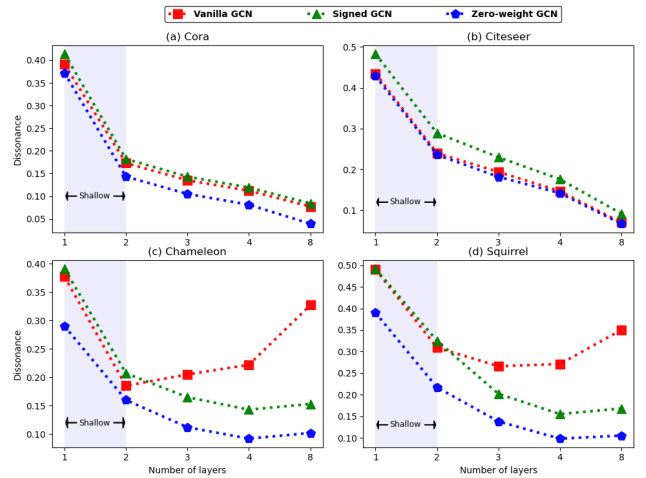 Vanilla GCN Signed GCN Zero-weight GCN
(a) Cora
(b) Citeseer
Dissonance
0.40
0.35
0.30
0.25
0.20
0.15
0.10
0.05
Shallow
1 2 3 4 8
0.5
0.4
0.3
0.2
0.1
Shallow
1 2 3 4 8
(c) Chameleon
(d) Squirrel
Dissonance
0.40
0.35
0.30
0.25
0.20
0.15
0.10
Shallow
1 2 3 4 8
Number of layers
0.50
0.45
0.40
0.35
0.30
0.25
0.20
0.15
0.10
Shallow
1 2 3 4 8
Number of layers